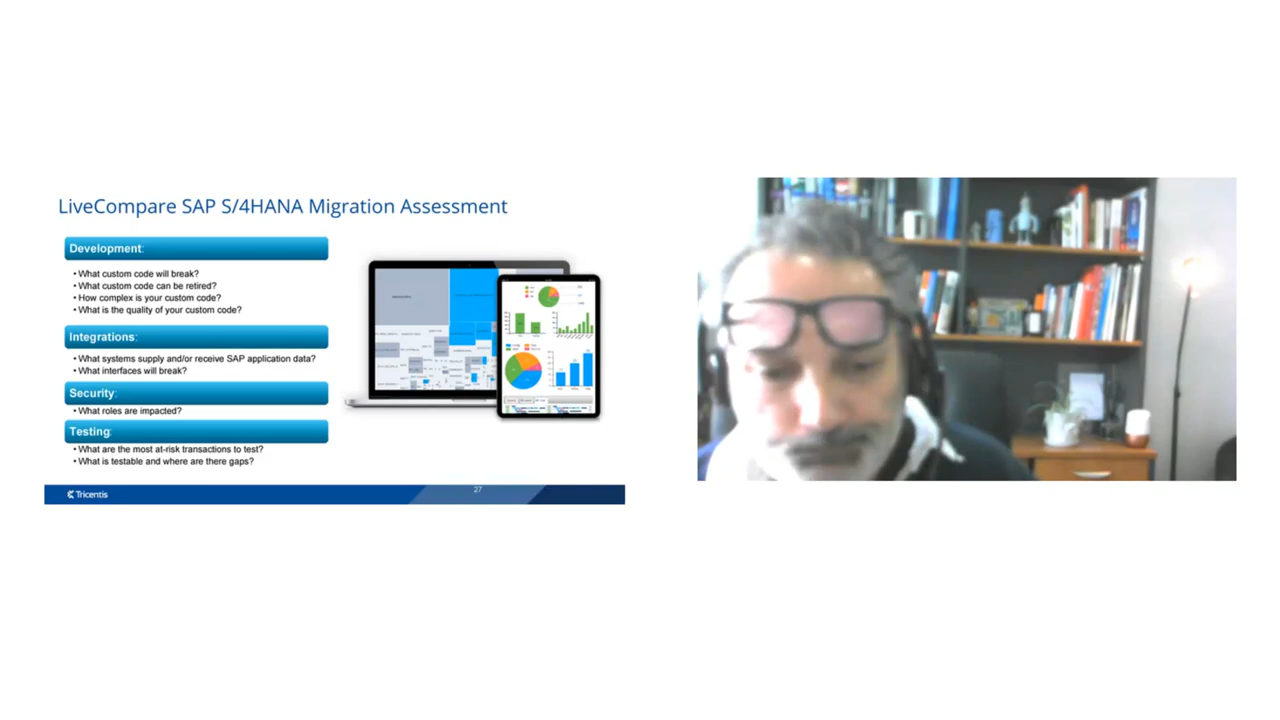 LiveCompare SAP S/4HANA Migration Assessment
Development:
• What custom code will break?
• What custom code can be retired?
• How complex is your custom code?
• What is the quality of your custom code?
Integrations:
• What systems supply and/or receive SAP application data?
• What interfaces will break?
Security:
• What roles are impacted?
Testing:
• What are the most at-risk transactions to test?
• What is testable and where are there gaps?
Tricentis
27